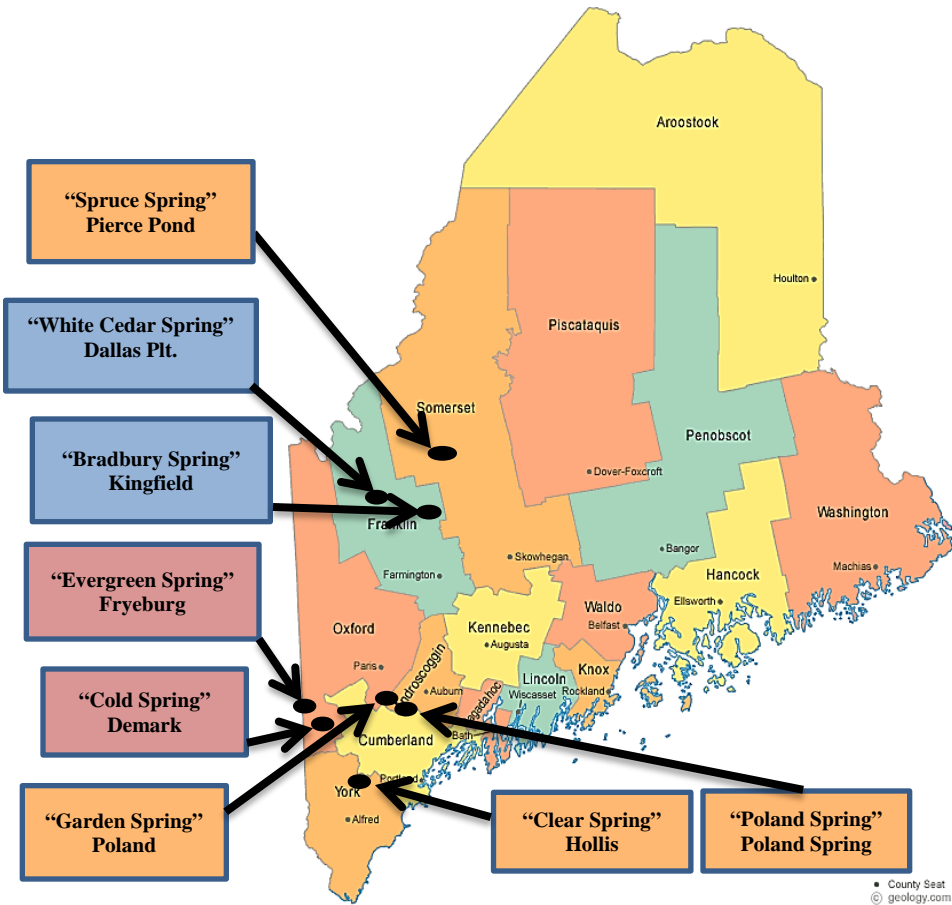 Aroostook
“Spruce Spring”
Pierce Pond
Houlton
“White Cedar Spring”
Dallas Plt.
Piscataquis
Somerset
Penobscot
“Bradbury Spring”
Kingfield
Dover-Foxcroft
Franklin
Washington
Bangor
Skowhegan
Machias
“Evergreen Spring”
Fryeburg
Farmington
Hancock
Ellsworth
Waldo
Belfast
Oxford
Kennebec
Augusta
Paris
Knox
Lincoln
Wiscasset
Rockland
Auburn
“Cold Spring”
Demark
Cumberland
Bath
Portland
York
Alfred
“Garden Spring”
Poland
“Clear Spring”
Hollis
“Poland Spring”
Poland Spring
County Seat
© geology.com